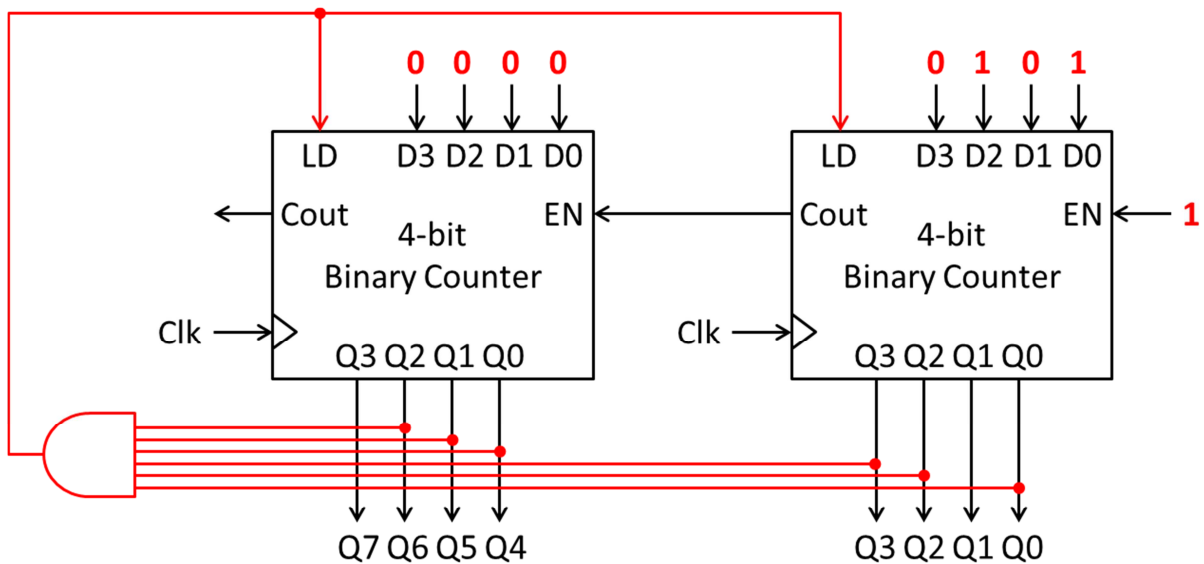 0 0 0 0
0 1 0 1
LD D3 D2 D1 D0
LD D3 D2 D1 D0
Cout EN
Cout EN 1
4-bit
Binary Counter
4-bit
Binary Counter
Clk
Clk
Q3 Q2 Q1 Q0
Q3 Q2 Q1 Q0
Q7 Q6 Q5 Q4
Q3 Q2 Q1 Q0